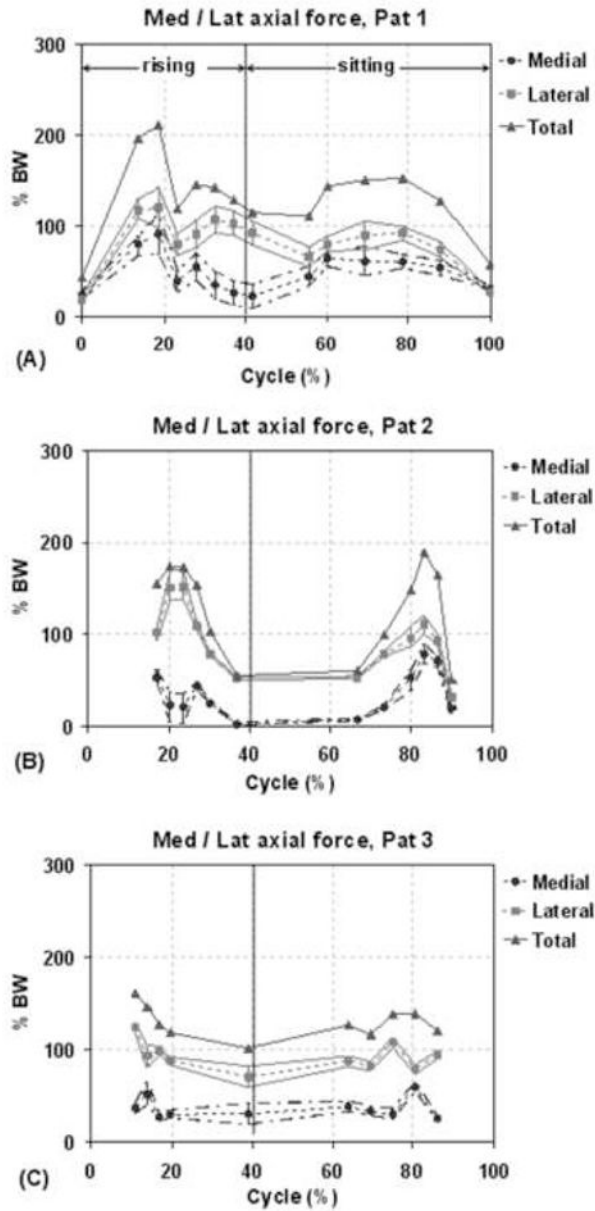 Med / Lat axial force, Pat 1
300
rising
sitting
Medial
Lateral
Total
200
% BW
100
0
0
20
40
60
80
100
(A)
Cycle (%)
Med / Lat axial force, Pat 2
300
Medial
Lateral
Total
200
% BW
100
0
0
20
40
60
80
100
(B)
Cycle (%)
Med / Lat axial force, Pat 3
300
Medial
Lateral
Total
200
% BW
100
0
0
20
40
60
80
100
(C)
Cycle (%)